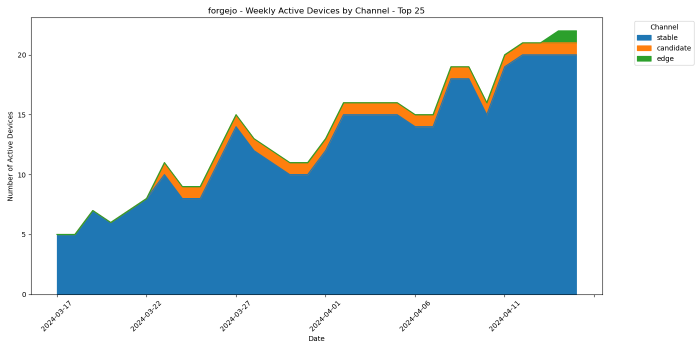 forgejo - Weekly Active Devices by Channel - Top 25
Channel
stable
candidate
edge
Number of Active Devices
20
15
10
5
0
2024-03-17
2024-03-22
2024-03-27
2024-04-01
2024-04-06
2024-04-11
Date